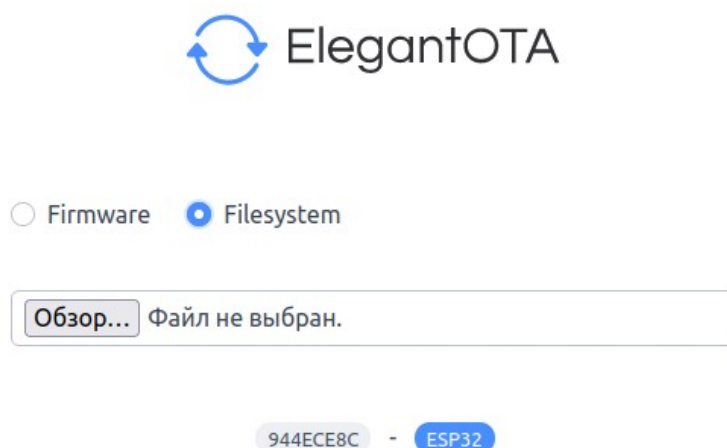 ElegantOTA
Firmware Filesystem
Обзор... Файл не выбран.
944ECE8C - ESP32